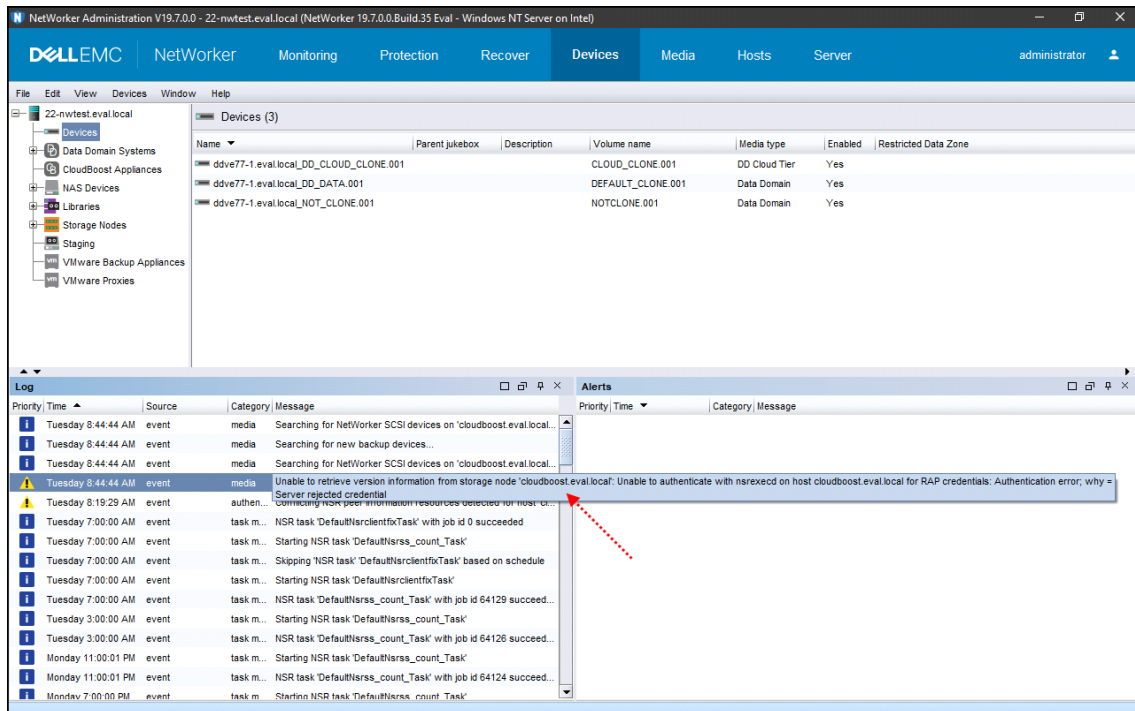 NetWorker Administration V19.7.0.0 - 22-nwtest.eval.local (NetWorker 19.7.0.0.Build.35 Eval - Windows NT Server on Intel)
DELLEMC NetWorker Monitoring Protection Recover Devices Media Hosts Server administrator
File Edit View Devices Window Help
22-nwtest.eval.local
Devices
Data Domain Systems
CloudBoost Appliances
NAS Devices
Libraries
Storage Nodes
Staging
VMware Backup Appliances
VMware Proxies
Devices (3)
Name Parent jukebox Description Volume name Media type Enabled Restricted Data Zone
ddve77-1.eval.local_DD_CLOUD_CLONE.001 CLOUD_CLONE.001 DD Cloud Tier Yes
ddve77-1.eval.local_DD_DATA.001 DEFAULT_CLONE.001 Data Domain Yes
ddve77-1.eval.local_NOT_CLONE.001 NOTCLONE.001 Data Domain Yes
Log
Priority Time Source Category Message
Tuesday 8:44:44 AM event media Searching for NetWorker SCSI devices on 'cloudboost.eval.local...
Tuesday 8:44:44 AM event media Searching for new backup devices...
Tuesday 8:44:44 AM event media Searching for NetWorker SCSI devices on 'cloudboost.eval.local...
Tuesday 8:44:44 AM event media Unable to retrieve version information from storage node 'cloudboost.eval.local': Unable to authenticate with nsrexecd on host cloudboost.eval.local for RAP credentials: Authentication error; why =
Server rejected credential
Tuesday 8:19:29 AM event authen...
Tuesday 7:00:00 AM event task m... NSR task 'DefaultNsrclientfixTask' with job id 0 succeeded
Tuesday 7:00:00 AM event task m... Starting NSR task 'DefaultNsrss_count_Task'
Tuesday 7:00:00 AM event task m... Skipping 'NSR task 'DefaultNsrclientfixTask' based on schedule
Tuesday 7:00:00 AM event task m... Starting NSR task 'DefaultNsrclientfixTask'
Tuesday 7:00:00 AM event task m... NSR task 'DefaultNsrss_count_Task' with job id 64129 succeed...
Tuesday 3:00:00 AM event task m... Starting NSR task 'DefaultNsrss_count_Task'
Tuesday 3:00:00 AM event task m... NSR task 'DefaultNsrss_count_Task' with job id 64126 succeed...
Monday 11:00:01 PM event task m... Starting NSR task 'DefaultNsrss_count_Task'
Monday 11:00:01 PM event task m... NSR task 'DefaultNsrss_count_Task' with job id 64124 succeed...
Monday 7:00:00 PM event task m... Starting NSR task 'DefaultNsrss_count_Task'
Alerts
Priority Time Category Message